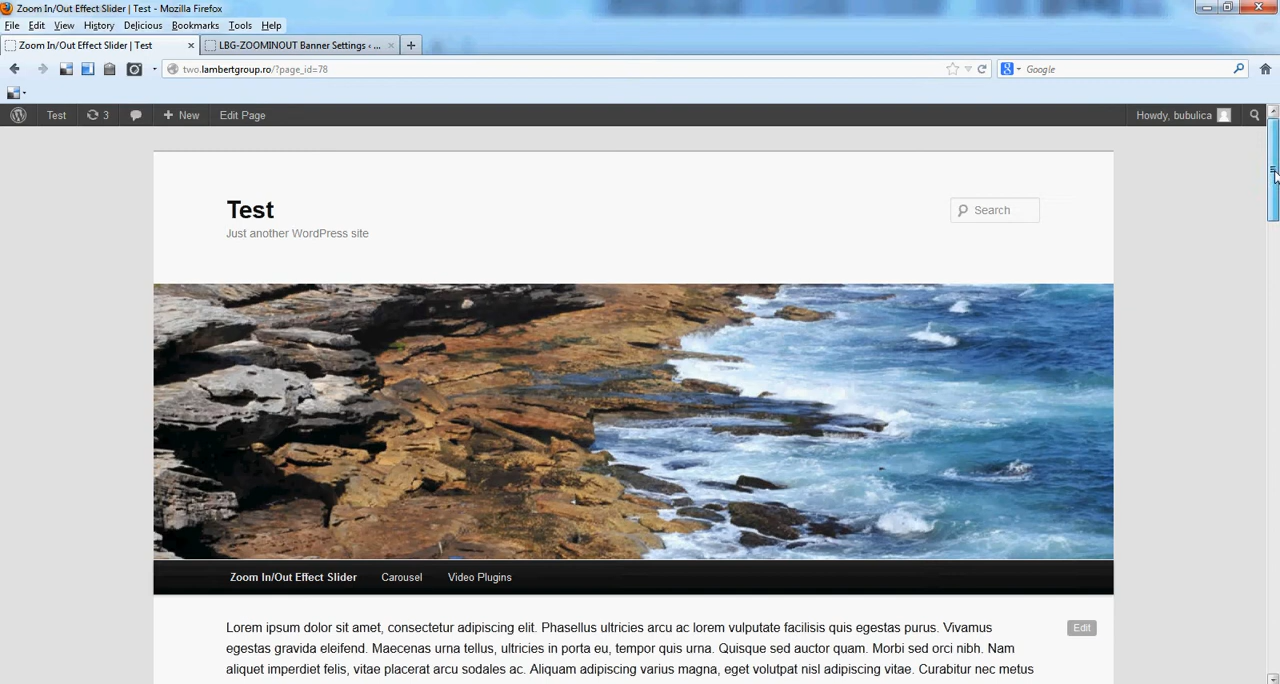 Zoom In/Out Effect Slider | Test - Mozilla Firefox
File Edit View History Delicious Bookmarks Tools Help
Zoom In/Out Effect Slider | Test LBG-ZOOMINOUT Banner Settings ‹ ...
two.lambertgroup.ro/?page_id=78 Google
Test 3 New Edit Page Howdy, bubulica
Test
Search
Just another WordPress site
Zoom In/Out Effect Slider Carousel Video Plugins
Lorem ipsum dolor sit amet, consectetur adipiscing elit. Phasellus ultricies arcu ac lorem vulputate facilisis quis egestas purus. Vivamus
Edit
egestas gravida eleifend. Maecenas urna tellus, ultricies in porta eu, tempor quis urna. Quisque sed auctor quam. Morbi sed orci nibh. Nam
aliquet imperdiet felis, vitae placerat arcu sodales ac. Aliquam adipiscing varius magna, eget volutpat nisl adipiscing vitae. Curabitur nec metus